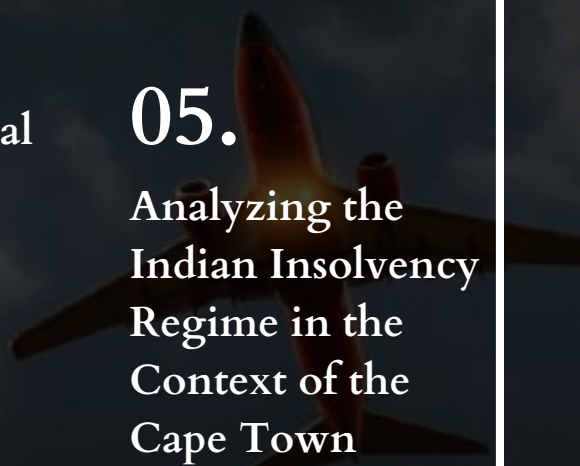 al
05.
Analyzing the
Indian Insolvency
Regime in the
Context of the
Cape Town